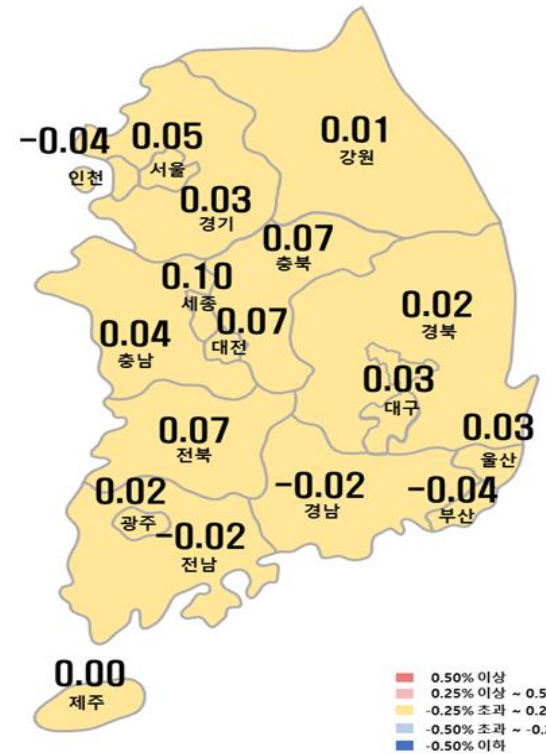 0.01
강원
-0.04
인천
0.05
서울
0.03
경기
0.07
충북
0.10
세종
0.07
대전
0.04
충남
0.02
경북
0.03
대구
0.03
울산
0.07
전북
-0.02
경남
-0.04
부산
0.02
광주
-0.02
전남
0.00
제주
0.50% 이상
0.25% 이상 ~ 0.5
-0.25% 초과 ~ 0.2
-0.50% 초과 ~ -0.2
-0.50% 이하